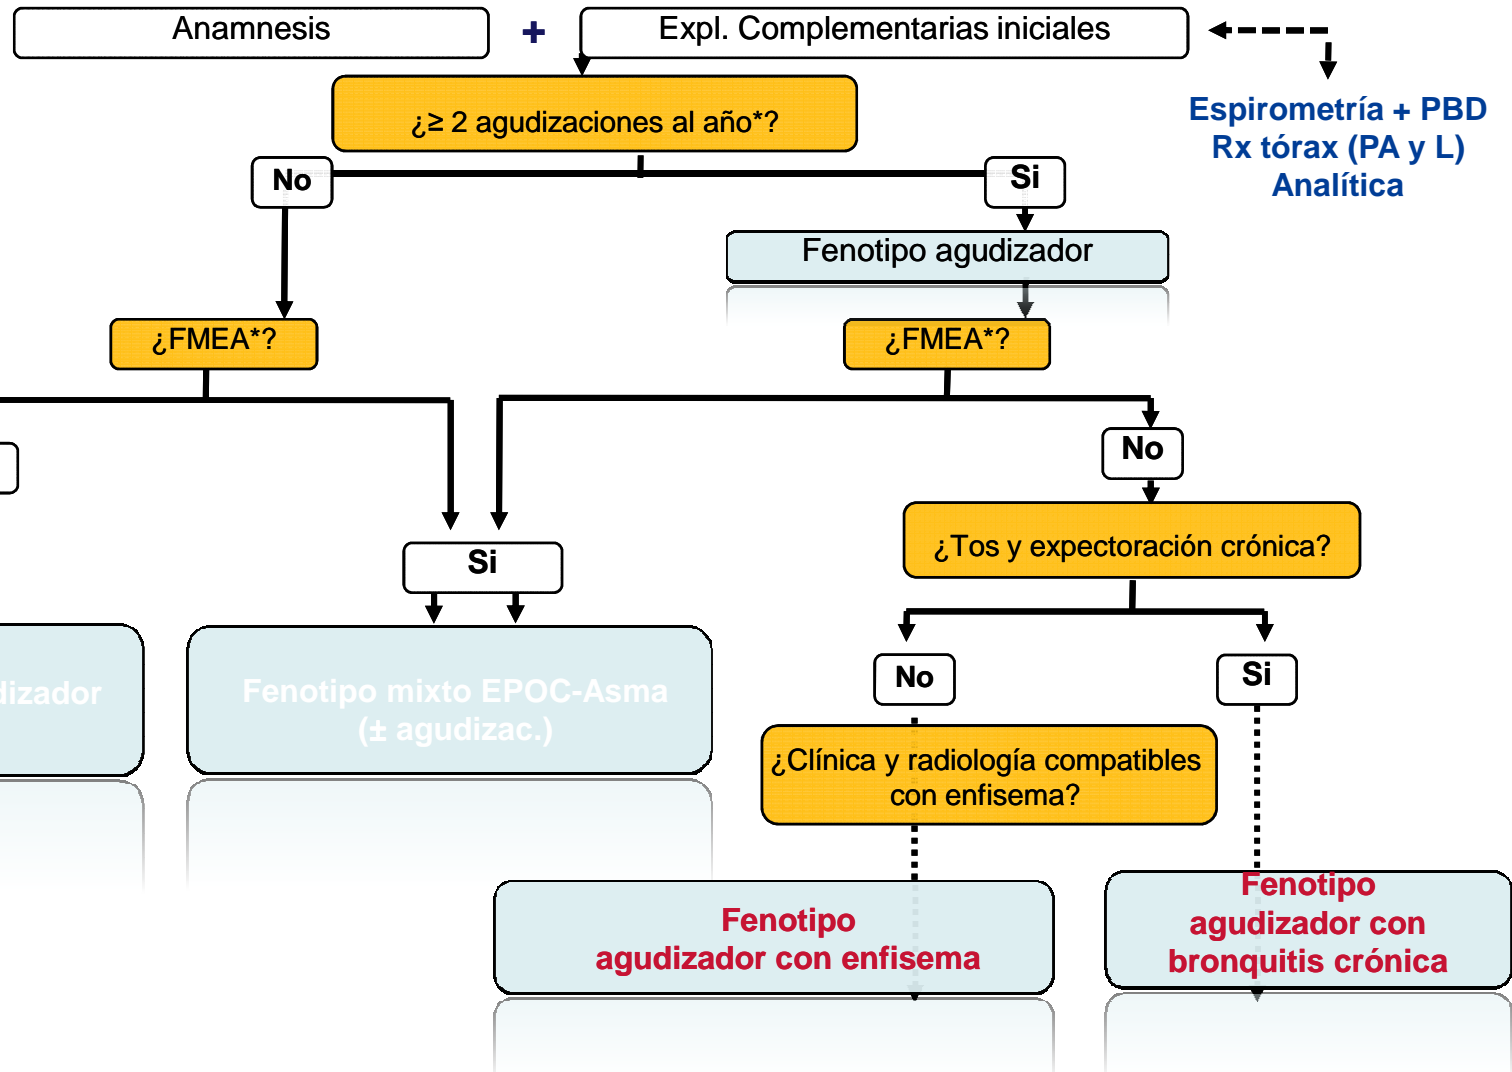 Anamnesis
+
Expl. Complementarias iniciales
¿≥ 2 agudizaciones al año*?
Espirometría + PBD
Rx tórax (PA y L)
Analítica
No
Si
Fenotipo agudizador
¿FMEA*?
¿FMEA*?
No
¿Tos y expectoración crónica?
Si
No
Si
dizador
Fenotipo mixto EPOC-Asma
(± agudizac.)
¿Clínica y radiología compatibles
con enfisema?
Fenotipo
agudizador con enfisema
Fenotipo
agudizador con
bronquitis crónica